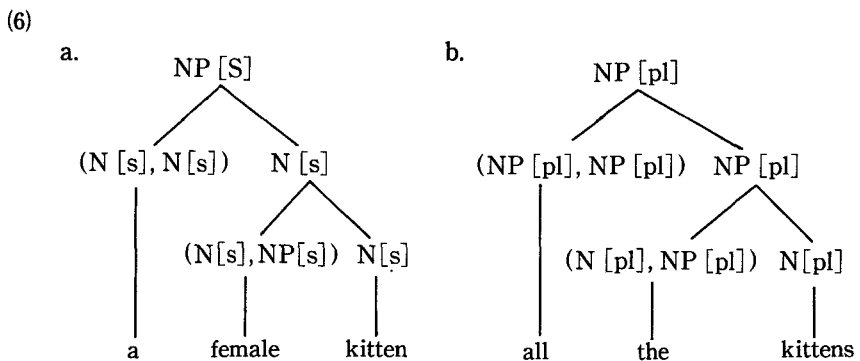 (6)
a. b.
NP [S] NP [pl]
(N [s], N[s]) N [s] (NP [pl], NP [pl]) NP [pl]
(N[s], NP[s]) N[s] (N [pl], NP [pl]) N[pl]
a female kitten all the kittens